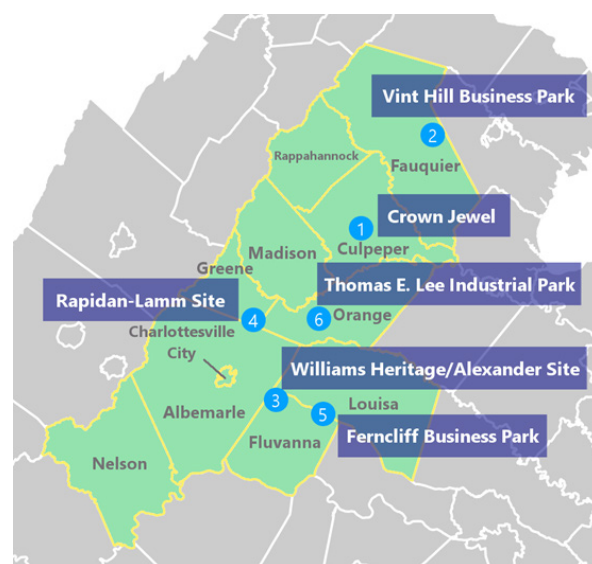 Vint Hill Business Park
2
Rappahannock
Fauquier
Crown Jewel
1
Culpeper
Madison
Greene
Thomas E. Lee Industrial Park
Rapidan-Lamm Site
4
6
Orange
Charlottesville
City
Williams Heritage/Alexander Site
3
Louisa
Albemarle
5
Ferncliff Business Park
Fluvanna
Nelson